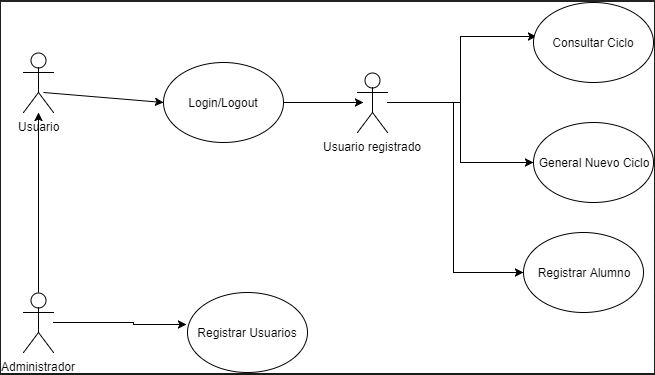 Consultar Ciclo
Login/Logout
Usuario
Usuario registrado
General Nuevo Ciclo
Registrar Alumno
Registrar Usuarios
Administrador